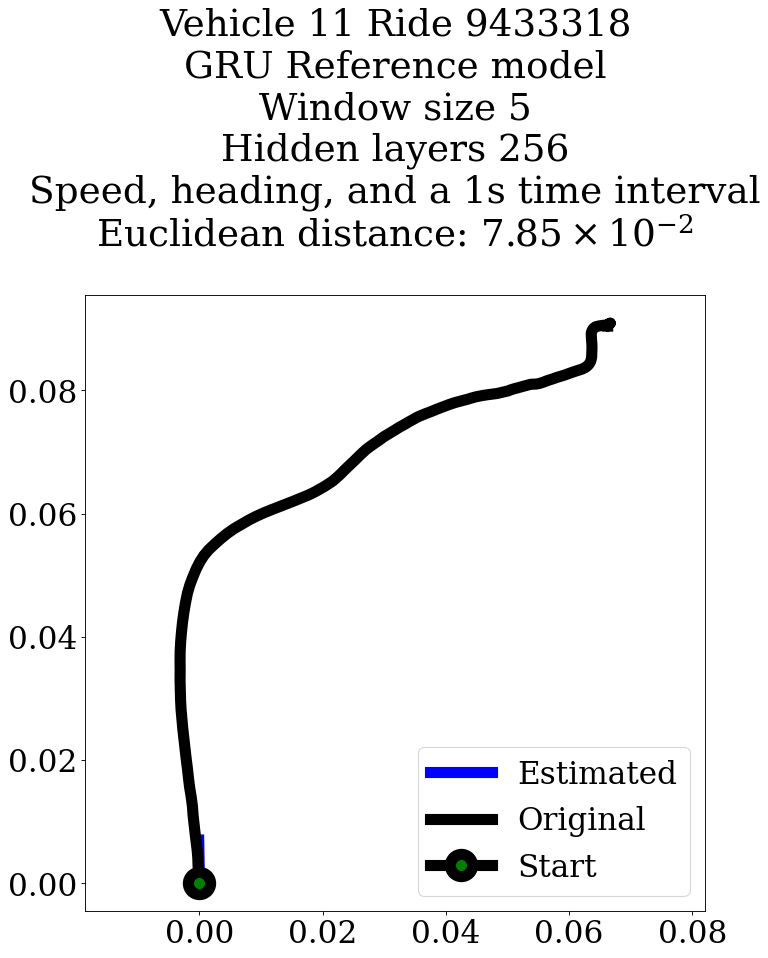 Vehicle 11 Ride 9433318
GRU Reference model
Window size 5
Hidden layers 256
Speed, heading, and a 1s time interval
Euclidean distance: 7.85 × 10⁻²
0.08
0.06
0.04
0.02
0.00
Estimated
Original
Start
0.00 0.02 0.04 0.06 0.08